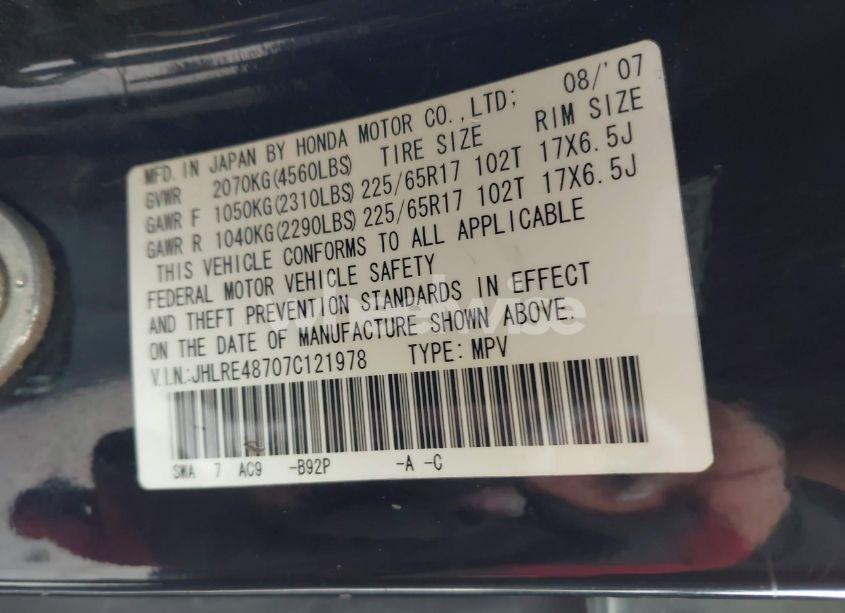 MFD. IN JAPAN BY HONDA MOTOR CO.,LTD; 08/'07
GVWR 2070KG(4560LBS) TIRE SIZE RIM SIZE
GAWR F 1050KG(2310LBS) 225/65R17 102T 17X6.5J
GAWR R 1040KG(2290LBS) 225/65R17 102T 17X6.5J
THIS VEHICLE CONFORMS TO ALL APPLICABLE
FEDERAL MOTOR VEHICLE SAFETY
AND THEFT PREVENTION STANDARDS IN EFFECT
ON THE DATE OF MANUFACTURE SHOWN ABOVE.
V.I.N.:JHLRE48707C121978 TYPE: MPV
SWA 7 AC9 -B92P -A -C